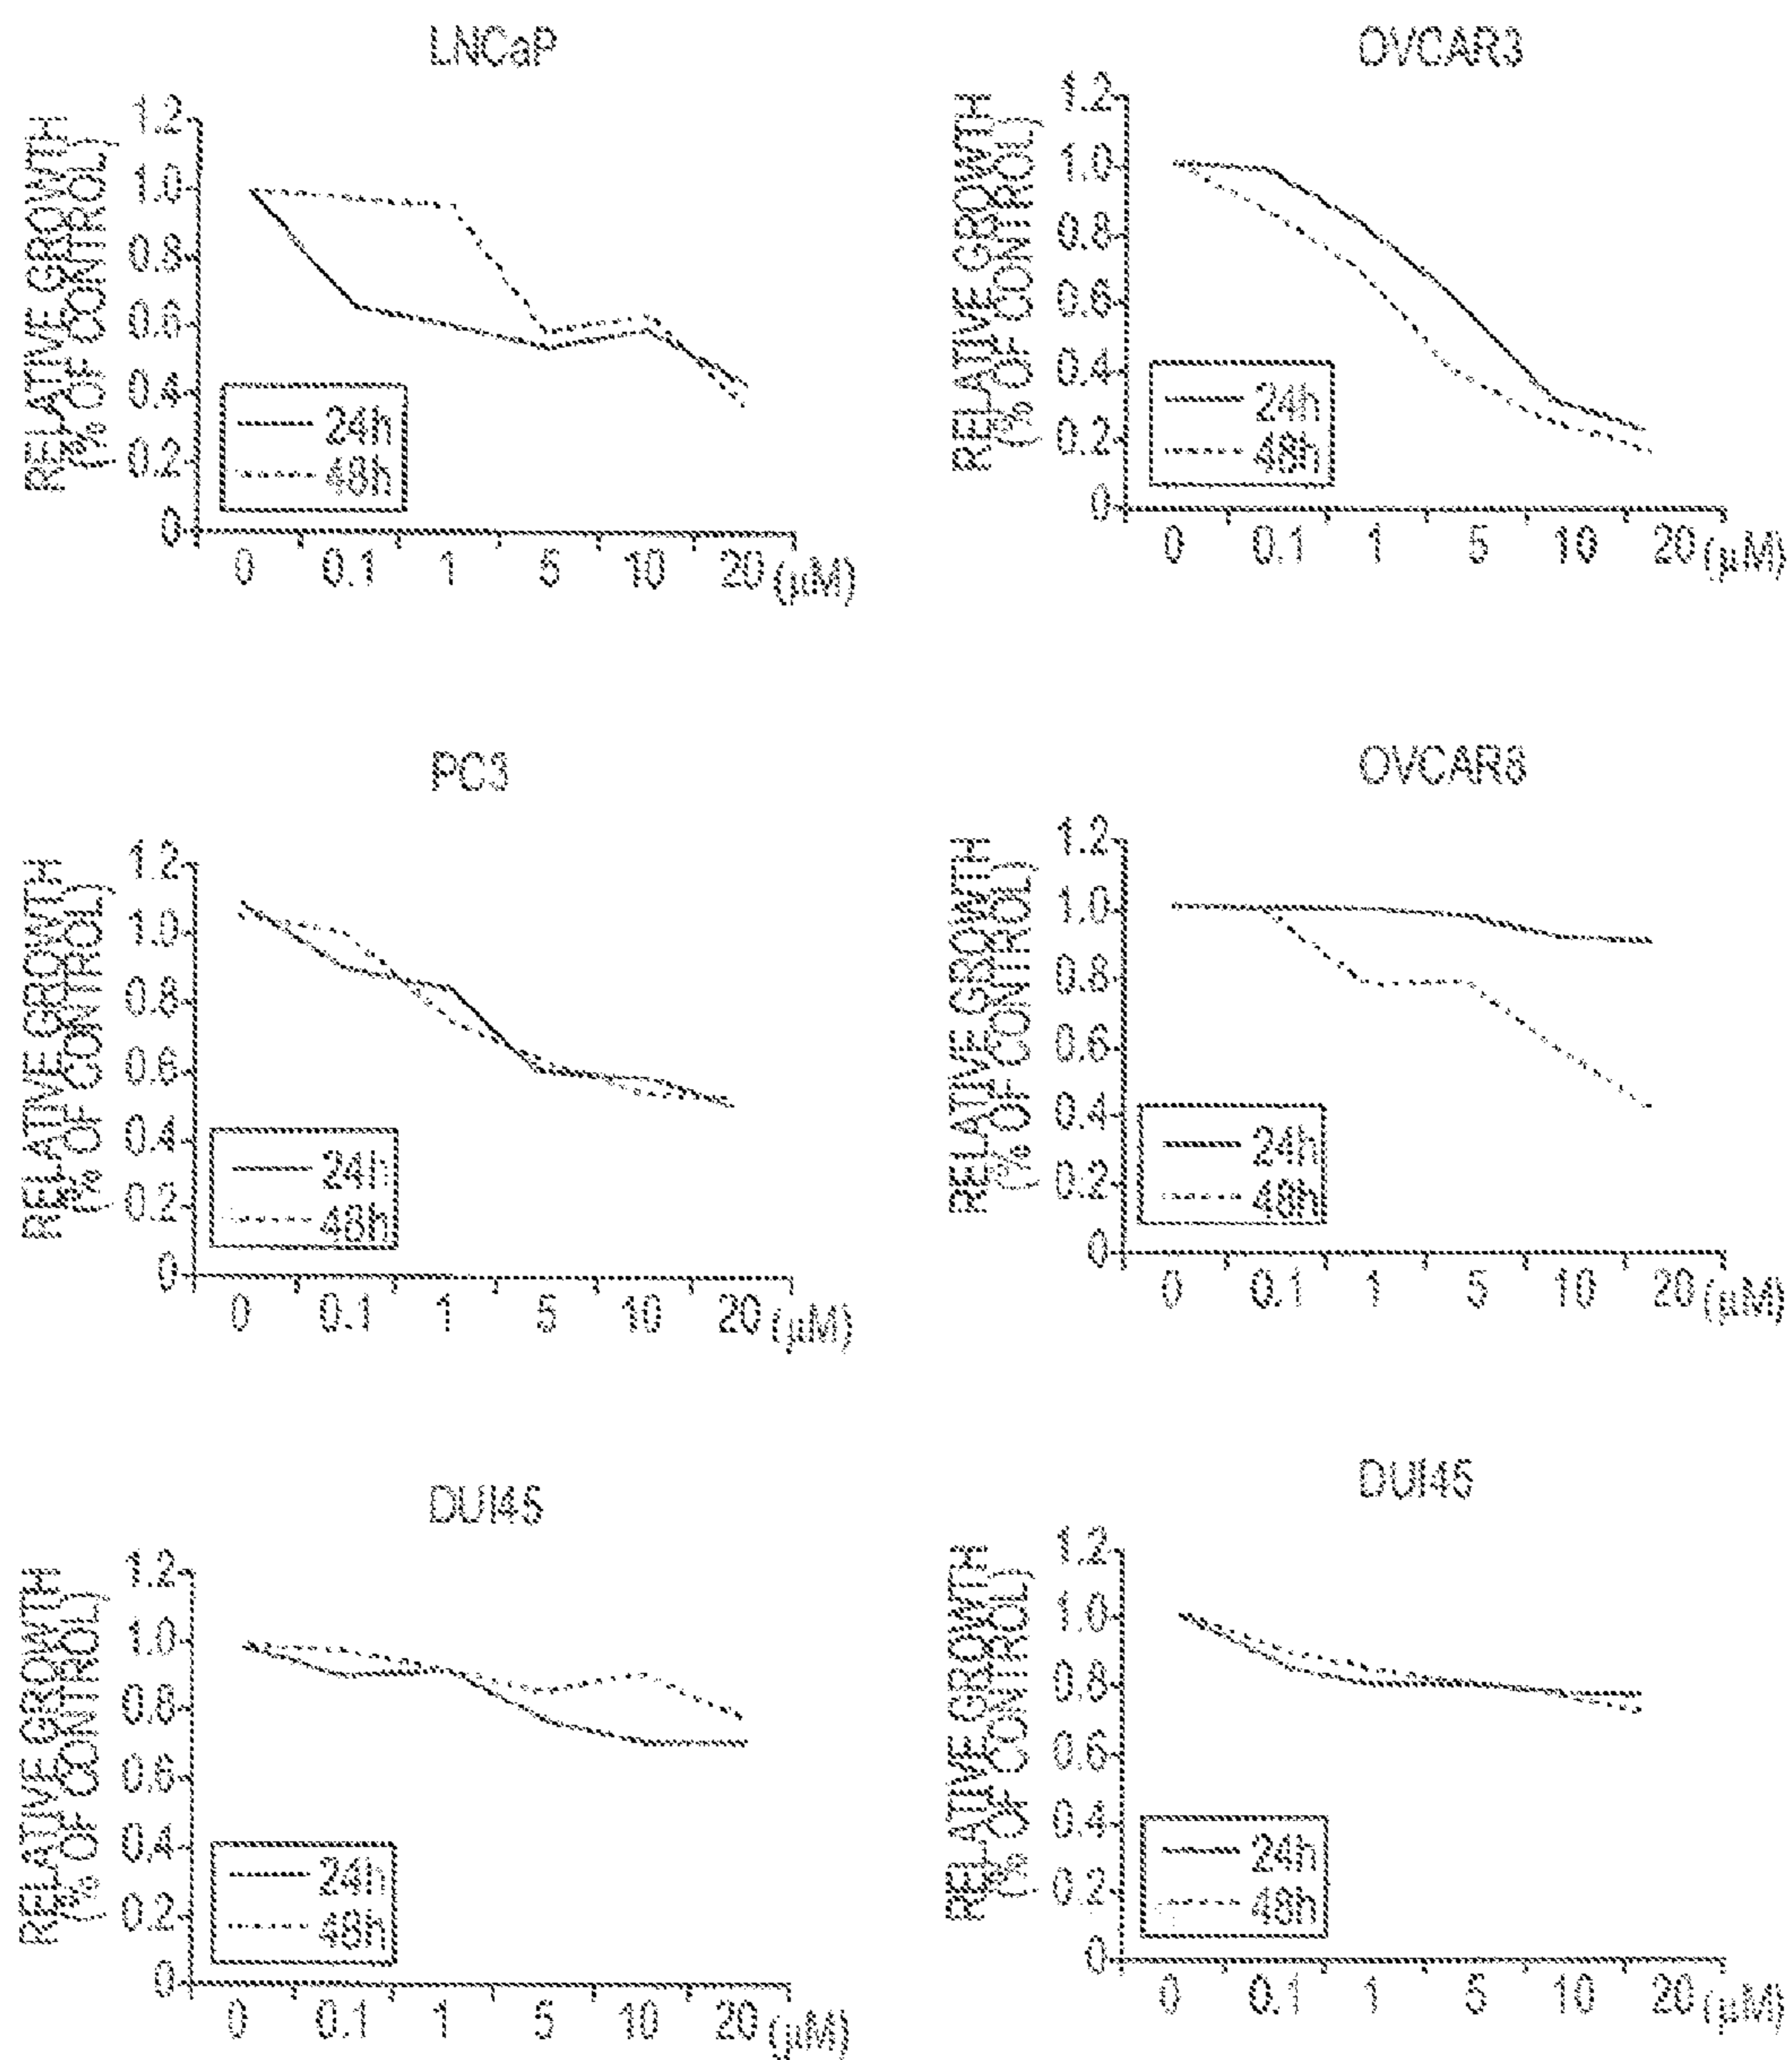 LNCaP
RELATIVE GROWTH
(% OF CONTROL)
1.2
1.0
0.8
0.6
0.4
0.2
0
24h
48h
0 0.1 1 5 10 20 (µM)
OVCAR3
RELATIVE GROWTH
(% OF CONTROL)
1.2
1.0
0.8
0.6
0.4
0.2
0
24h
48h
0 0.1 1 5 10 20 (µM)
PC3
RELATIVE GROWTH
(% OF CONTROL)
1.2
1.0
0.8
0.6
0.4
0.2
0
24h
48h
0 0.1 1 5 10 20 (µM)
OVCAR8
RELATIVE GROWTH
(% OF CONTROL)
1.2
1.0
0.8
0.6
0.4
0.2
0
24h
48h
0 0.1 1 5 10 20 (µM)
DUI45
RELATIVE GROWTH
(% OF CONTROL)
1.2
1.0
0.8
0.6
0.4
0.2
0
24h
48h
0 0.1 1 5 10 20 (µM)
DUI45
RELATIVE GROWTH
(% OF CONTROL)
1.2
1.0
0.8
0.6
0.4
0.2
0
24h
48h
0 0.1 1 5 10 20 (µM)